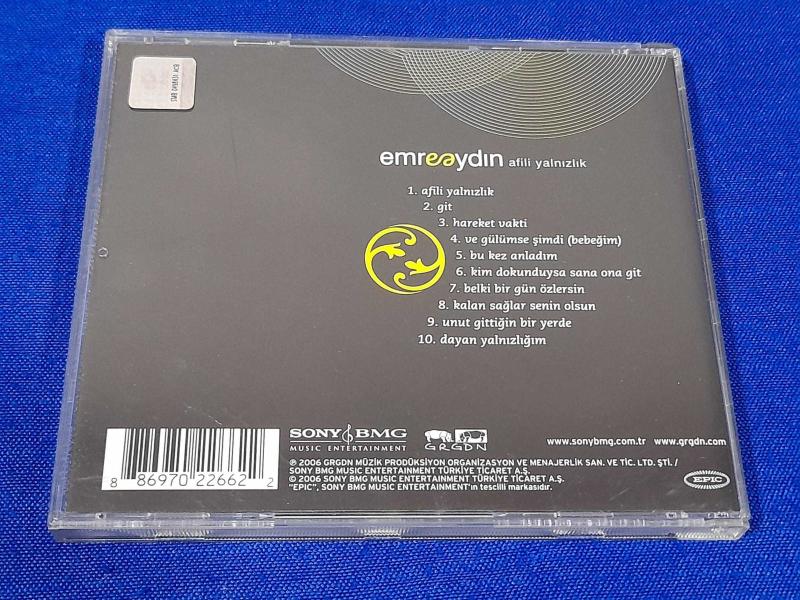 emreaydın afili yalnızlık
1. afili yalnızlık
2. git
3. hareket vakti
4. ve gülümse şimdi (bebeğim)
5. bu kez anladım
6. kim dokunduysa sana ona git
7. belki bir gün özlersin
8. kalan sağlar senin olsun
9. unut gittiğin bir yerde
10. dayan yalnızlığım
8 86970 22662 2
SONY BMG
MUSIC ENTERTAINMENT
GRGDN
www.sonybmg.com.tr www.grgdn.com
℗ 2006 GRGDN MÜZİK PRODÜKSİYON ORGANİZASYON VE MENAJERLİK SAN. VE TİC. LTD. ŞTİ. /
SONY BMG MUSIC ENTERTAINMENT TÜRKİYE TİCARET A.Ş.
© 2006 SONY BMG MUSIC ENTERTAINMENT TÜRKİYE TİCARET A.Ş.
"EPIC", SONY BMG MUSIC ENTERTAINMENT'ın tescilli markasıdır.
EPIC